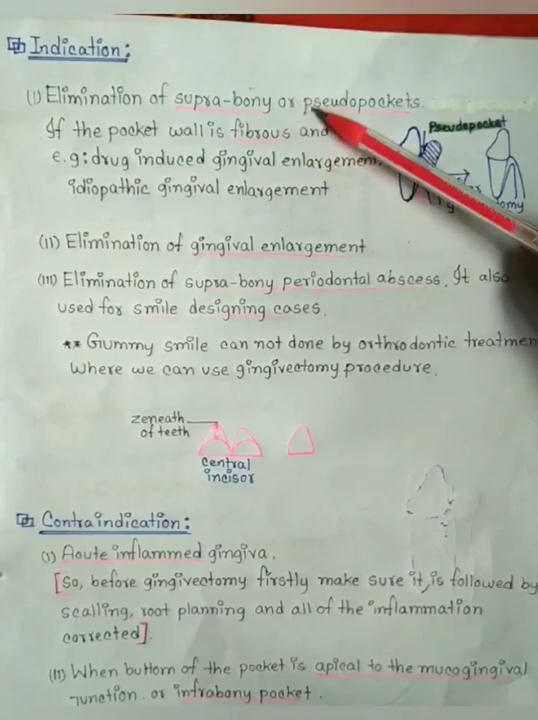 Indication:
(I) Elimination of supra-bony or pseudopockets.
If the pocket wall is fibrous and
e.g: drug induced gingival enlargement,
idiopathic gingival enlargement
Pseudopocket
(II) Elimination of gingival enlargement
(III) Elimination of supra-bony periodontal abscess. It also
used for smile designing cases.
** Gummy smile can not done by orthrodontic treatmen
Where we can use gingivectomy procedure.
zeneath
of teeth
central
incisor
Contraindication:
(I) Acute inflammed gingiva.
[So, before gingivectomy firstly make sure it, is followed by
scalling, root planning and all of the inflammation
corrected].
(II) When buttom of the pocket is apical to the mucogingival
Junction. or infrabony pocket.